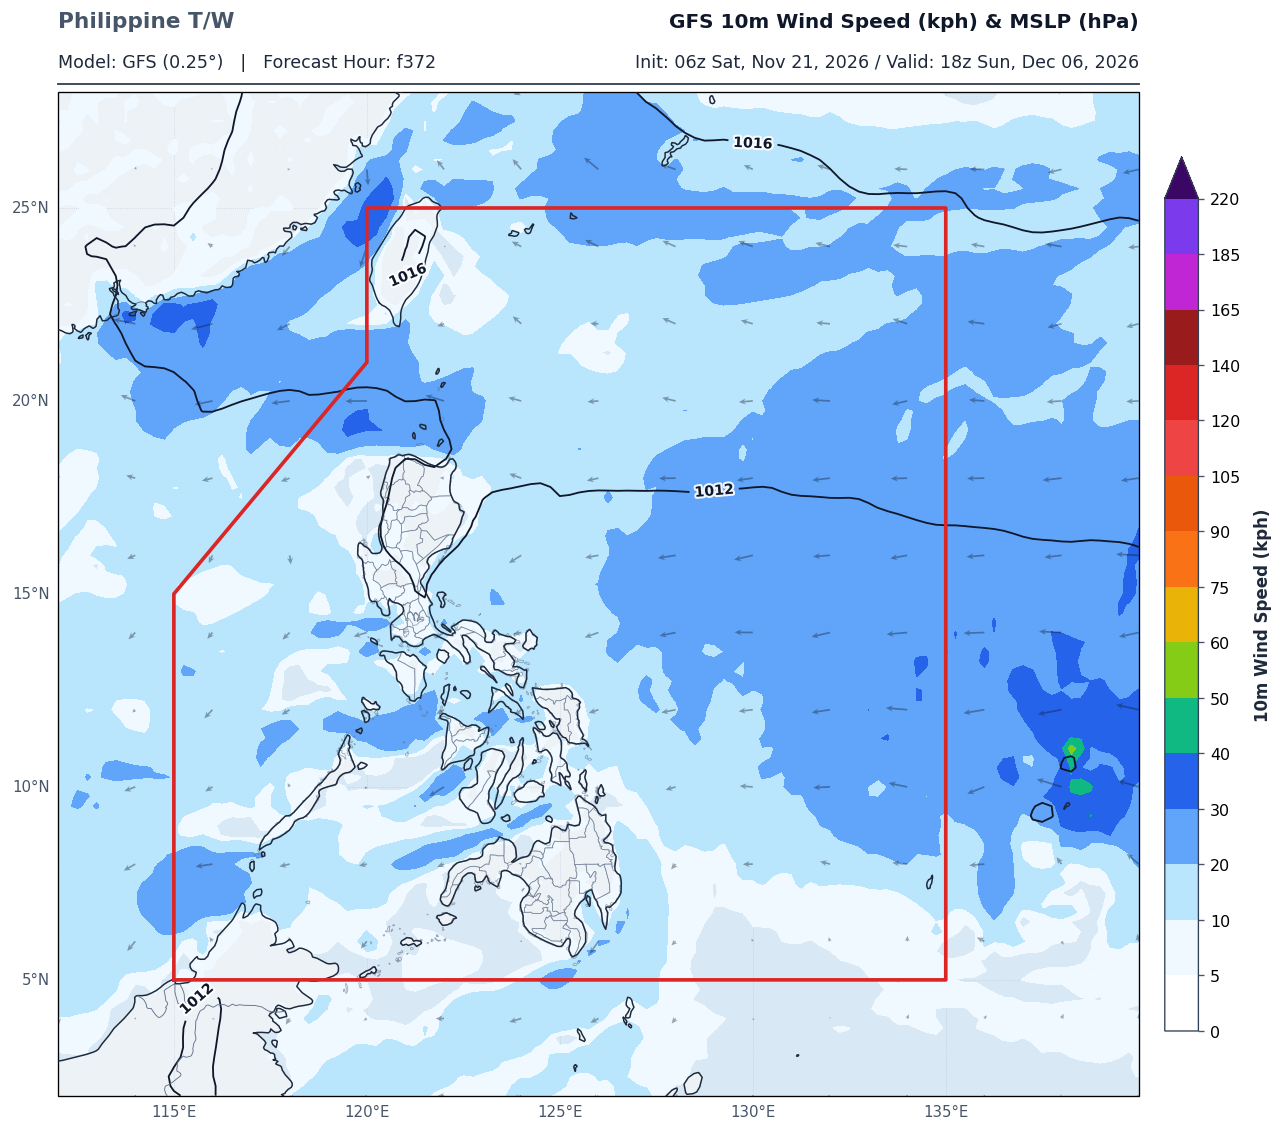 Philippine T/W
GFS 10m Wind Speed (kph) & MSLP (hPa)
Model: GFS (0.25°)   |   Forecast Hour: f372
Init: 06z Sat, Nov 21, 2026 / Valid: 18z Sun, Dec 06, 2026
1016
1016
1012
1012
25°N
20°N
15°N
10°N
5°N
115°E
120°E
125°E
130°E
135°E
220
185
165
140
120
105
90
75
60
50
40
30
20
10
5
0
10m Wind Speed (kph)